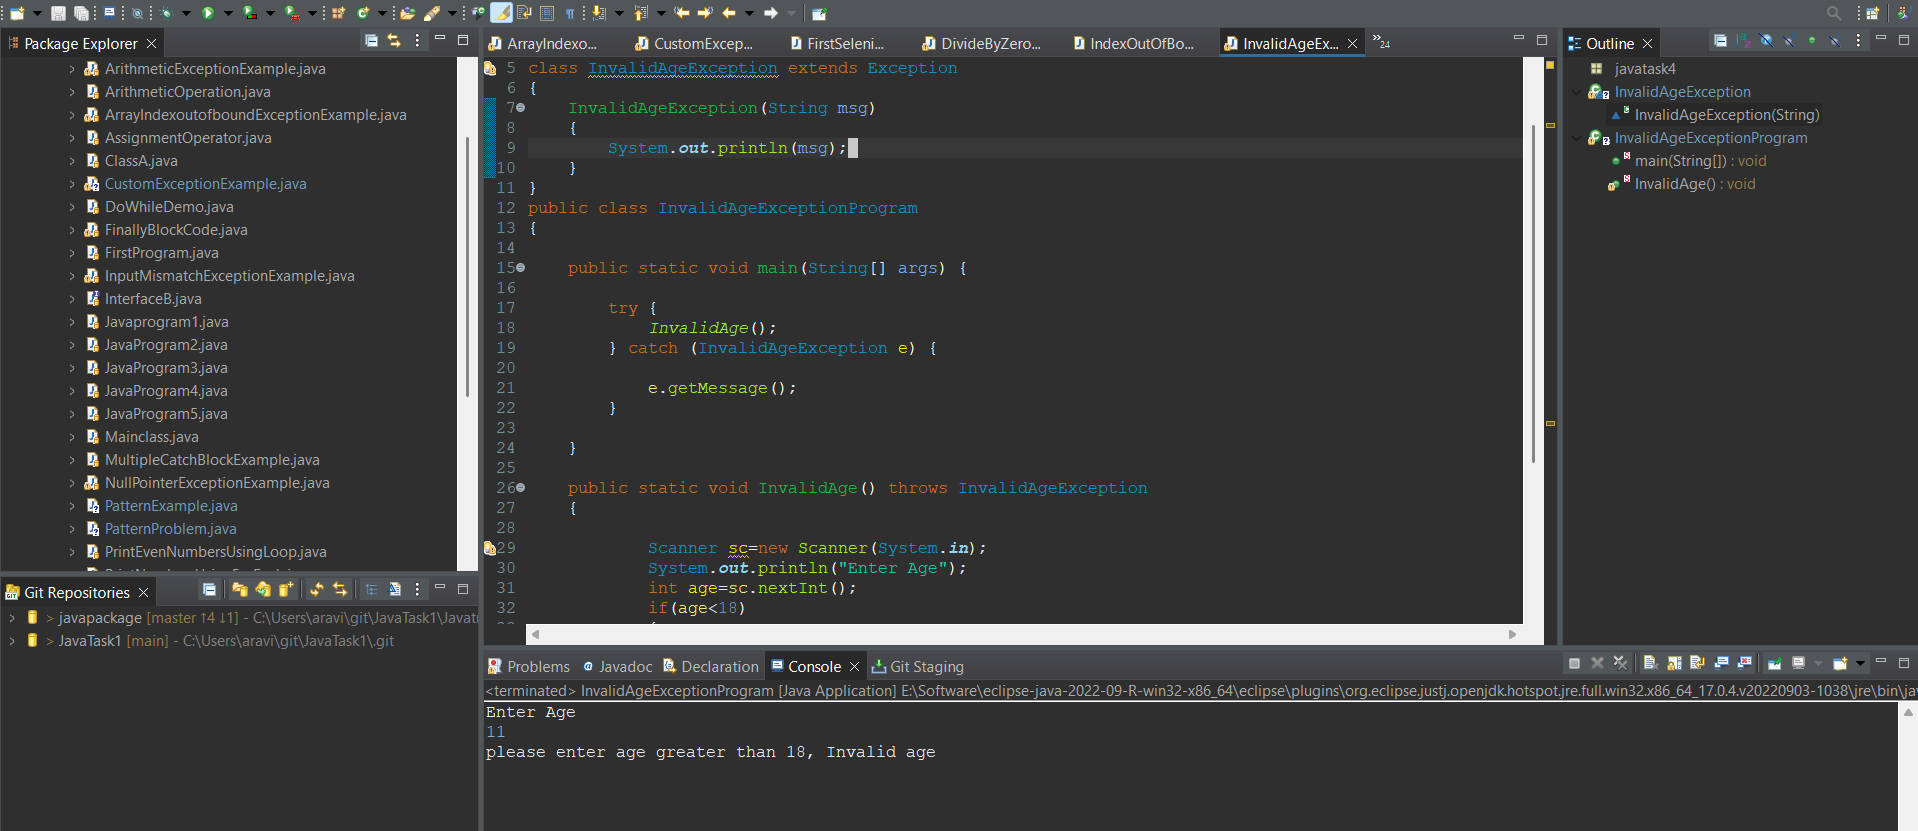 Package Explorer
ArithmeticExceptionExample.java
ArithmeticOperation.java
ArrayIndexoutofboundExceptionExample.java
AssignmentOperator.java
ClassA.java
CustomExceptionExample.java
DoWhileDemo.java
FinallyBlockCode.java
FirstProgram.java
InputMismatchExceptionExample.java
InterfaceB.java
Javaprogram1.java
JavaProgram2.java
JavaProgram3.java
JavaProgram4.java
JavaProgram5.java
Mainclass.java
MultipleCatchBlockExample.java
NullPointerExceptionExample.java
PatternExample.java
PatternProblem.java
PrintEvenNumbersUsingLoop.java
Git Repositories
> javapackage [master ↑4 ↓1] - C:\Users\aravi\git\JavaTask1\Javat
> JavaTask1 [main] - C:\Users\aravi\git\JavaTask1\.git
ArrayIndexo... CustomExcep... FirstSeleni... DivideByZero... IndexOutOfBo... InvalidAgeEx... »24
5 class InvalidAgeException extends Exception
6 {
7 InvalidAgeException(String msg)
8 {
9 System.out.println(msg);
10 }
11 }
12 public class InvalidAgeExceptionProgram
13 {
14
15 public static void main(String[] args) {
16
17 try {
18 InvalidAge();
19 } catch (InvalidAgeException e) {
20
21 e.getMessage();
22 }
23
24 }
25
26 public static void InvalidAge() throws InvalidAgeException
27 {
28
29 Scanner sc=new Scanner(System.in);
30 System.out.println("Enter Age");
31 int age=sc.nextInt();
32 if(age<18)
Outline
javatask4
InvalidAgeException
InvalidAgeException(String)
InvalidAgeExceptionProgram
main(String[]) : void
InvalidAge() : void
Problems Javadoc Declaration Console Git Staging
<terminated> InvalidAgeExceptionProgram [Java Application] E:\Software\eclipse-java-2022-09-R-win32-x86_64\eclipse\plugins\org.eclipse.justj.openjdk.hotspot.jre.full.win32.x86_64_17.0.4.v20220903-1038\jre\bin\jav
Enter Age
11
please enter age greater than 18, Invalid age